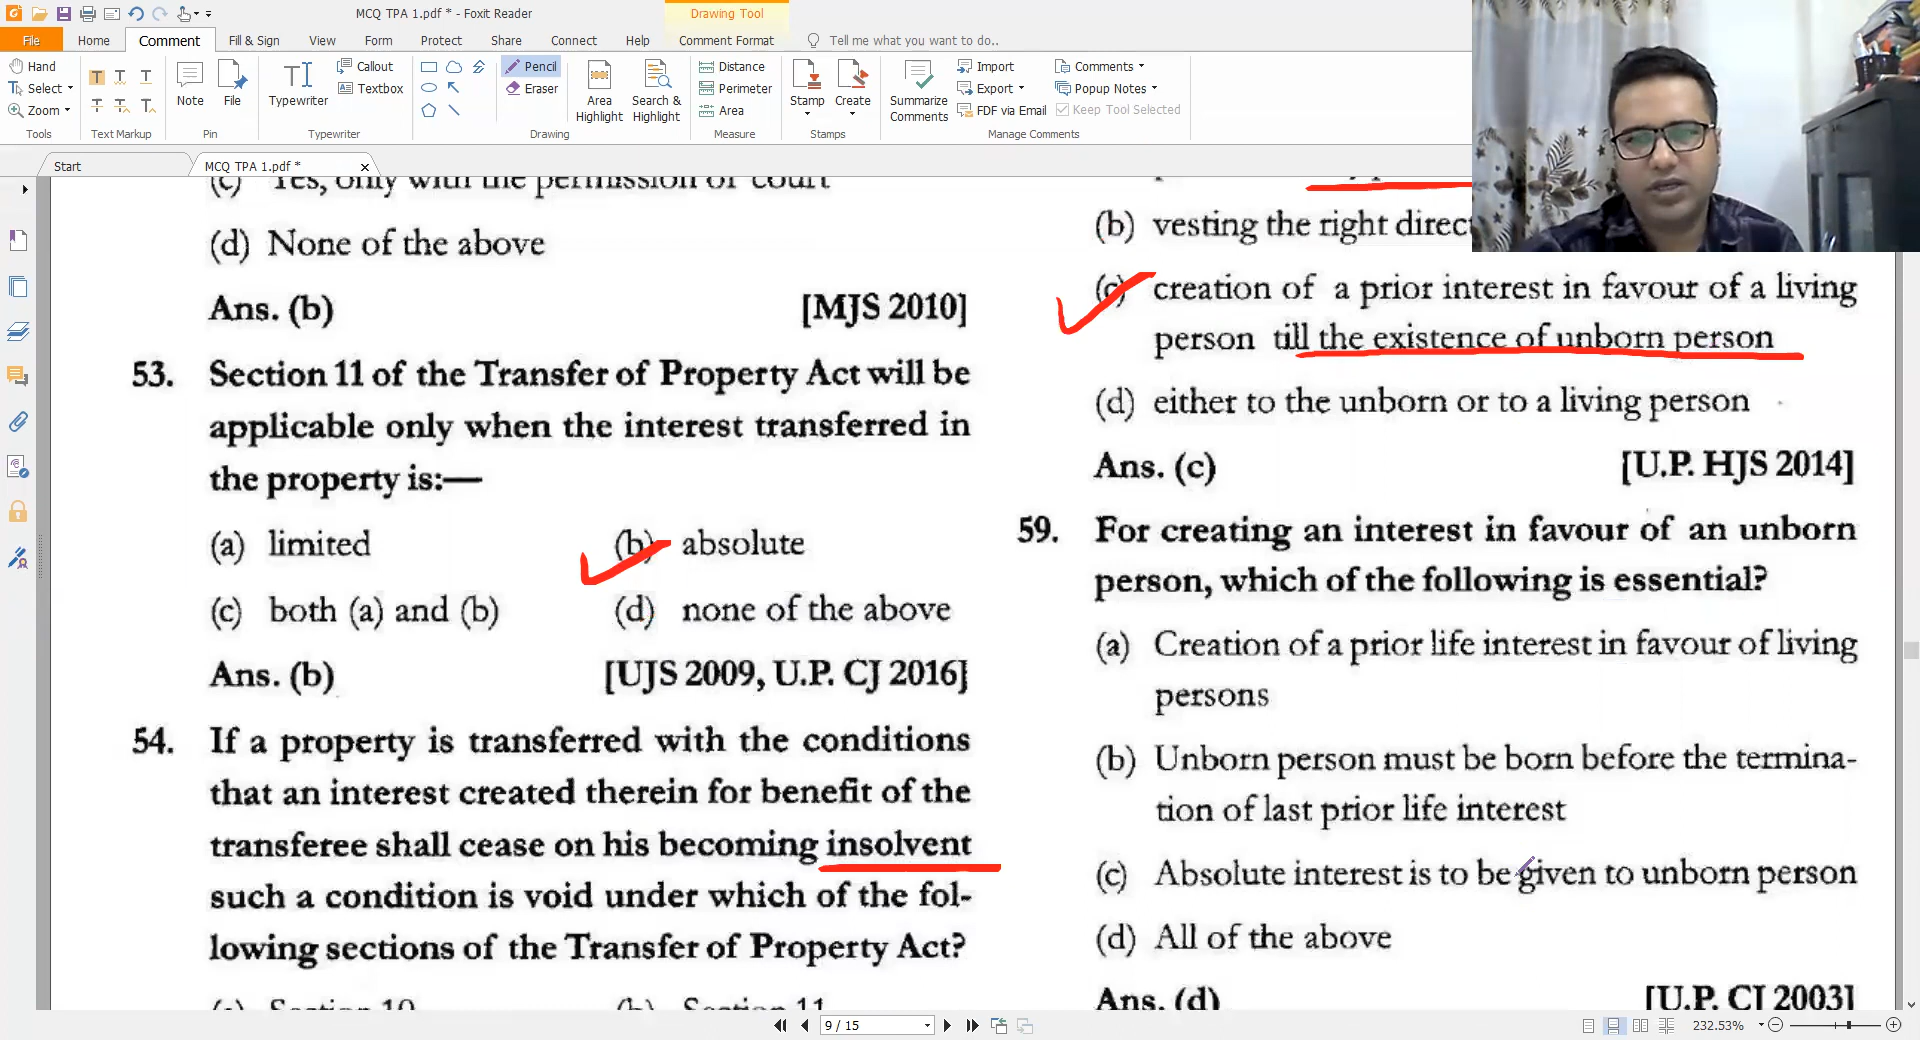 MCQ TPA 1.pdf * - Foxit Reader
Drawing Tool
File Home Comment Fill & Sign View Form Protect Share Connect Help Comment Format Tell me what you want to do..
Hand
Select
Zoom
Tools
Text Markup
Note
File
Pin
Typewriter
Callout
Textbox
Typewriter
Pencil
Eraser
Drawing
Area Highlight
Search & Highlight
Distance
Perimeter
Area
Measure
Stamp
Create
Stamps
Summarize Comments
Import
Export
FDF via Email
Comments
Popup Notes
Keep Tool Selected
Manage Comments
Start
MCQ TPA 1.pdf *
(c) Yes, only with the permission of court
(d) None of the above
Ans. (b) [MJS 2010]
53. Section 11 of the Transfer of Property Act will be
applicable only when the interest transferred in
the property is:—
(a) limited (b) absolute
(c) both (a) and (b) (d) none of the above
Ans. (b) [UJS 2009, U.P. CJ 2016]
54. If a property is transferred with the conditions
that an interest created therein for benefit of the
transferee shall cease on his becoming insolvent
such a condition is void under which of the fol-
lowing sections of the Transfer of Property Act?
(a) Section 10 (b) Section 11
(b) vesting the right direct
(c) creation of a prior interest in favour of a living
person till the existence of unborn person
(d) either to the unborn or to a living person
Ans. (c) [U.P. HJS 2014]
59. For creating an interest in favour of an unborn
person, which of the following is essential?
(a) Creation of a prior life interest in favour of living
persons
(b) Unborn person must be born before the termina-
tion of last prior life interest
(c) Absolute interest is to be given to unborn person
(d) All of the above
Ans. (d) [U.P. CJ 2003]
9 / 15
232.53%